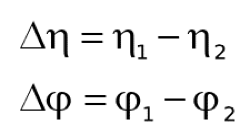 Δη = η₁ − η₂
Δφ = φ₁ − φ₂